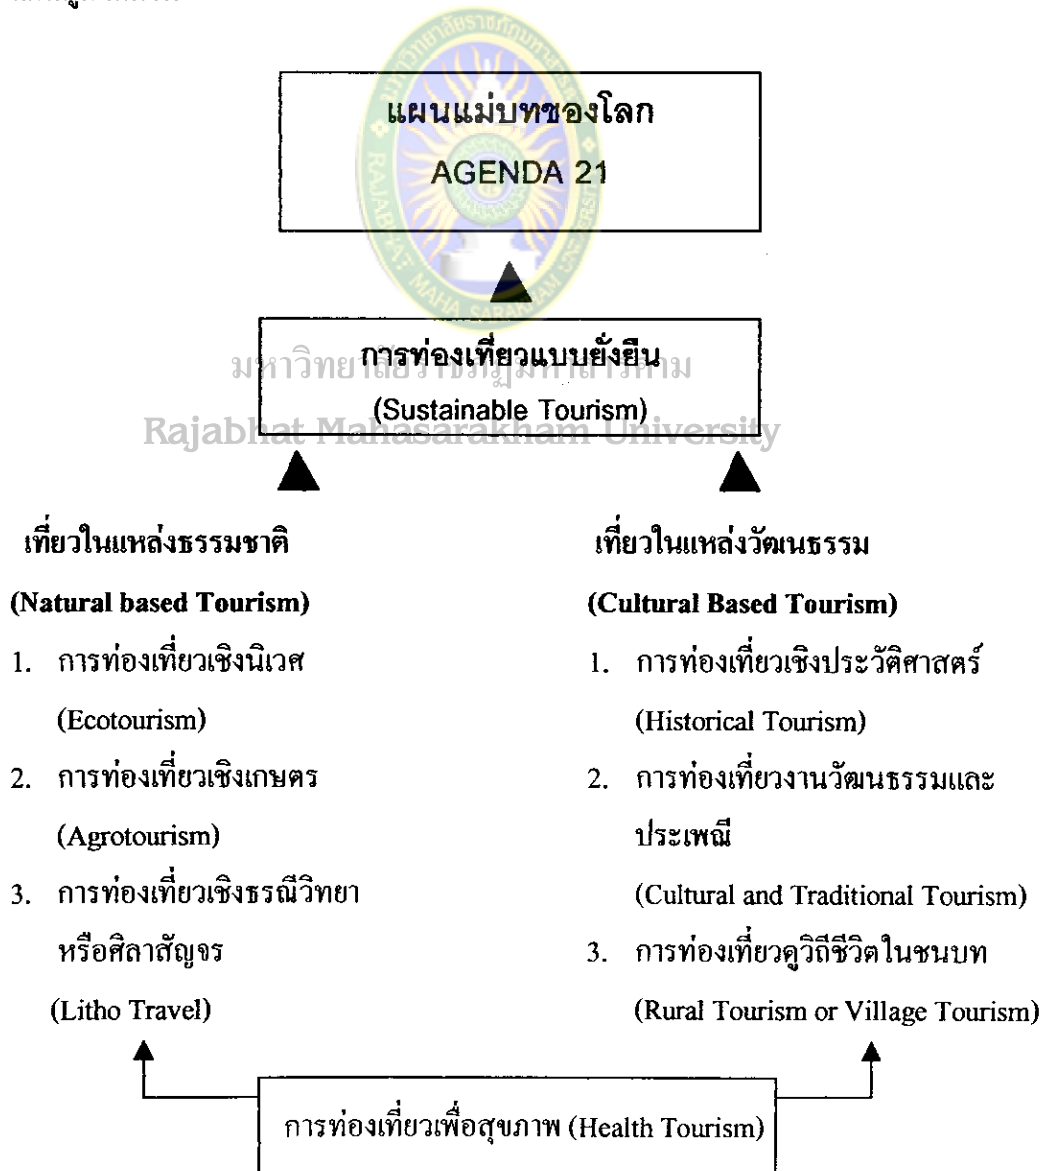 แผนแม่บทของโลก
AGENDA 21
การท่องเที่ยวแบบยั่งยืน
(Sustainable Tourism)
มหาวิทยาลัยราชภัฏมหาสารคาม
Rajabhat Mahasarakham University
เที่ยวในแหล่งธรรมชาติ
(Natural based Tourism)
1. การท่องเที่ยวเชิงนิเวศ
(Ecotourism)
2. การท่องเที่ยวเชิงเกษตร
(Agrotourism)
3. การท่องเที่ยวเชิงธรณีวิทยา
หรือศิลาสัญจร
(Litho Travel)
เที่ยวในแหล่งวัฒนธรรม
(Cultural Based Tourism)
1. การท่องเที่ยวเชิงประวัติศาสตร์
(Historical Tourism)
2. การท่องเที่ยวงานวัฒนธรรมและ
ประเพณี
(Cultural and Traditional Tourism)
3. การท่องเที่ยวดูวิถีชีวิตในชนบท
(Rural Tourism or Village Tourism)
การท่องเที่ยวเพื่อสุขภาพ (Health Tourism)